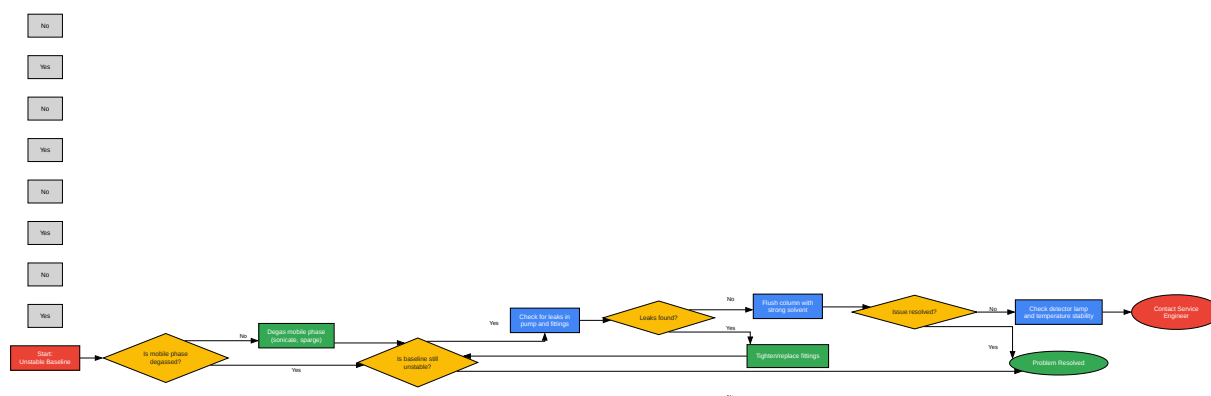 No
Yes
No
Yes
No
Yes
No
Yes
Start:
Unstable Baseline
Is mobile phase
degassed?
No
Yes
Degas mobile phase
(sonicate, sparge)
Is baseline still
unstable?
Yes
Check for leaks in
pump and fittings
Leaks found?
No
Yes
Flush column with
strong solvent
Tighten/replace fittings
Issue resolved?
No
Yes
Check detector lamp
and temperature stability
Problem Resolved
Contact Service
Engineer